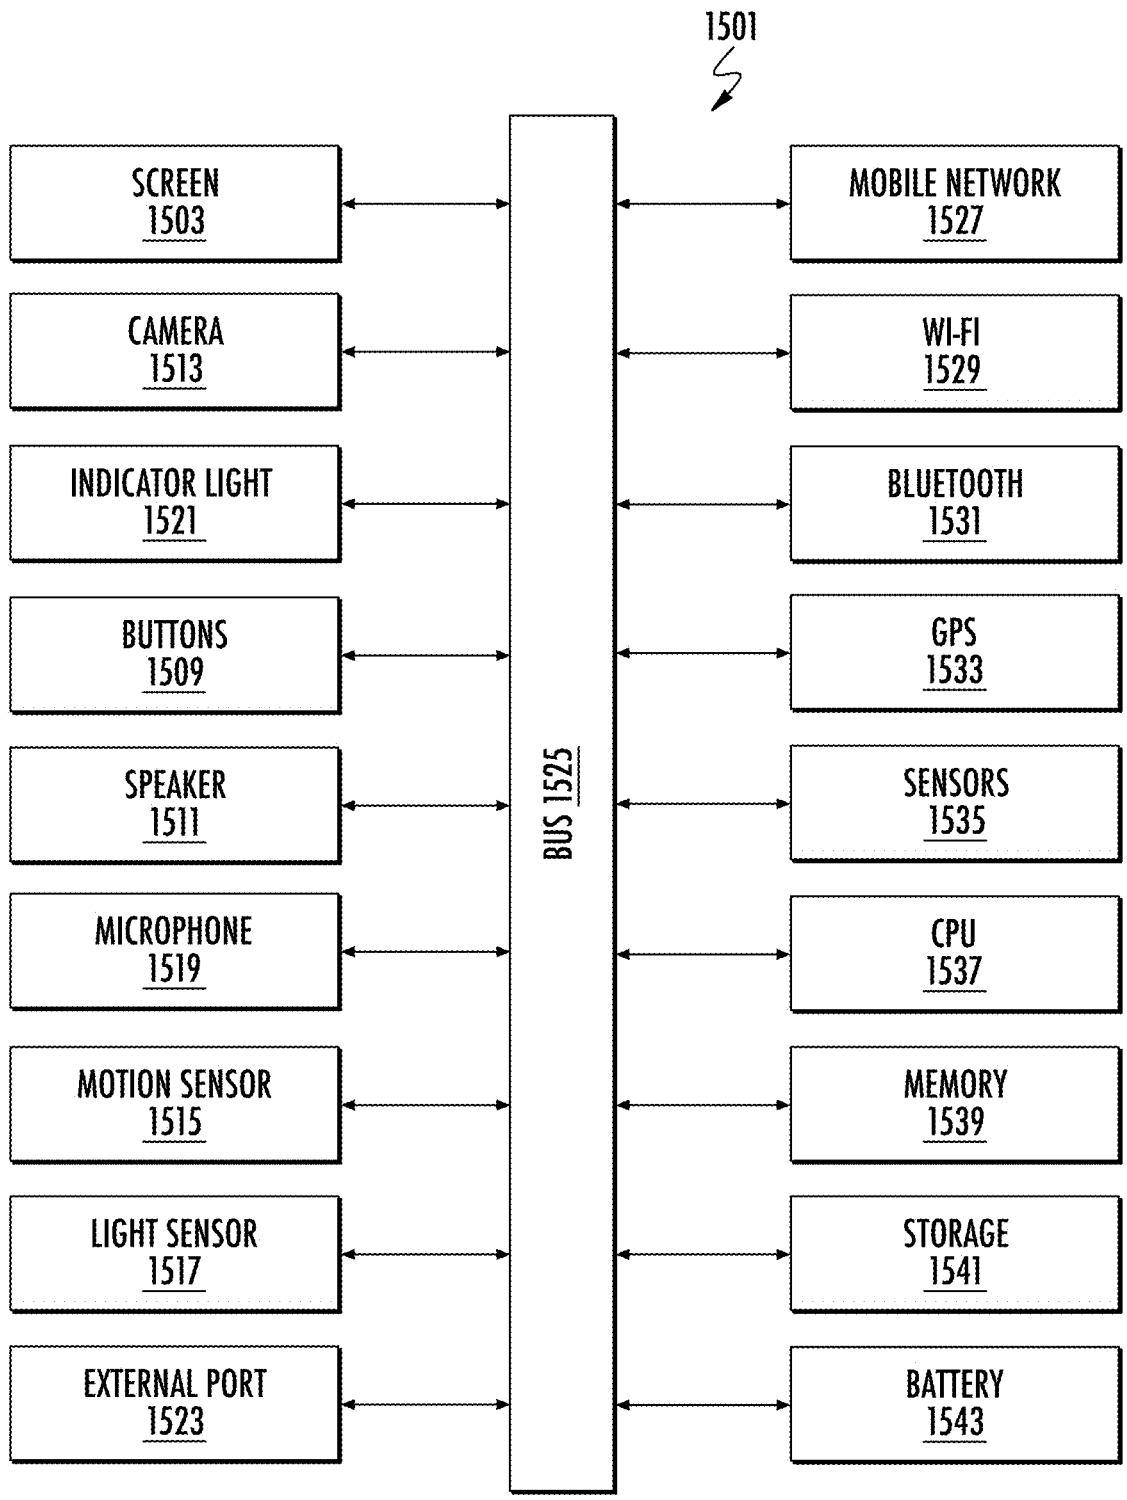 1501
SCREEN
1503
CAMERA
1513
INDICATOR LIGHT
1521
BUTTONS
1509
SPEAKER
1511
MICROPHONE
1519
MOTION SENSOR
1515
LIGHT SENSOR
1517
EXTERNAL PORT
1523
BUS 1525
MOBILE NETWORK
1527
WI-FI
1529
BLUETOOTH
1531
GPS
1533
SENSORS
1535
CPU
1537
MEMORY
1539
STORAGE
1541
BATTERY
1543